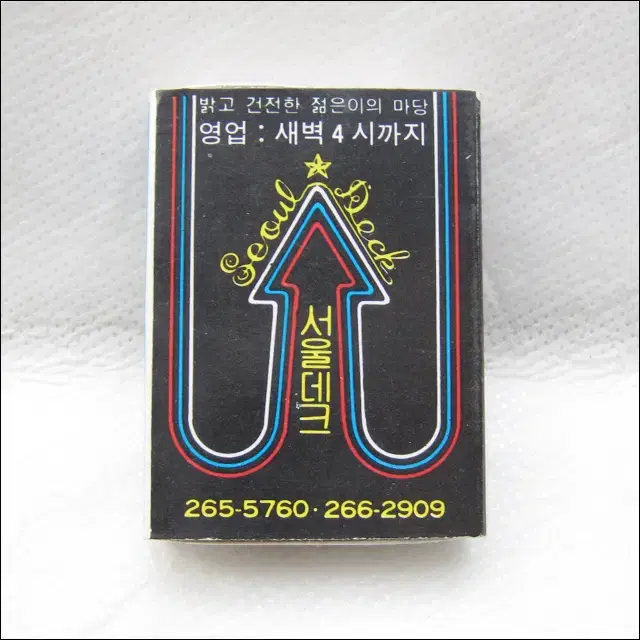 밝고 건전한 젊은이의 마당
영업 : 새벽 4 시까지
Seoul Deck
서울데크
265-5760 · 266-2909